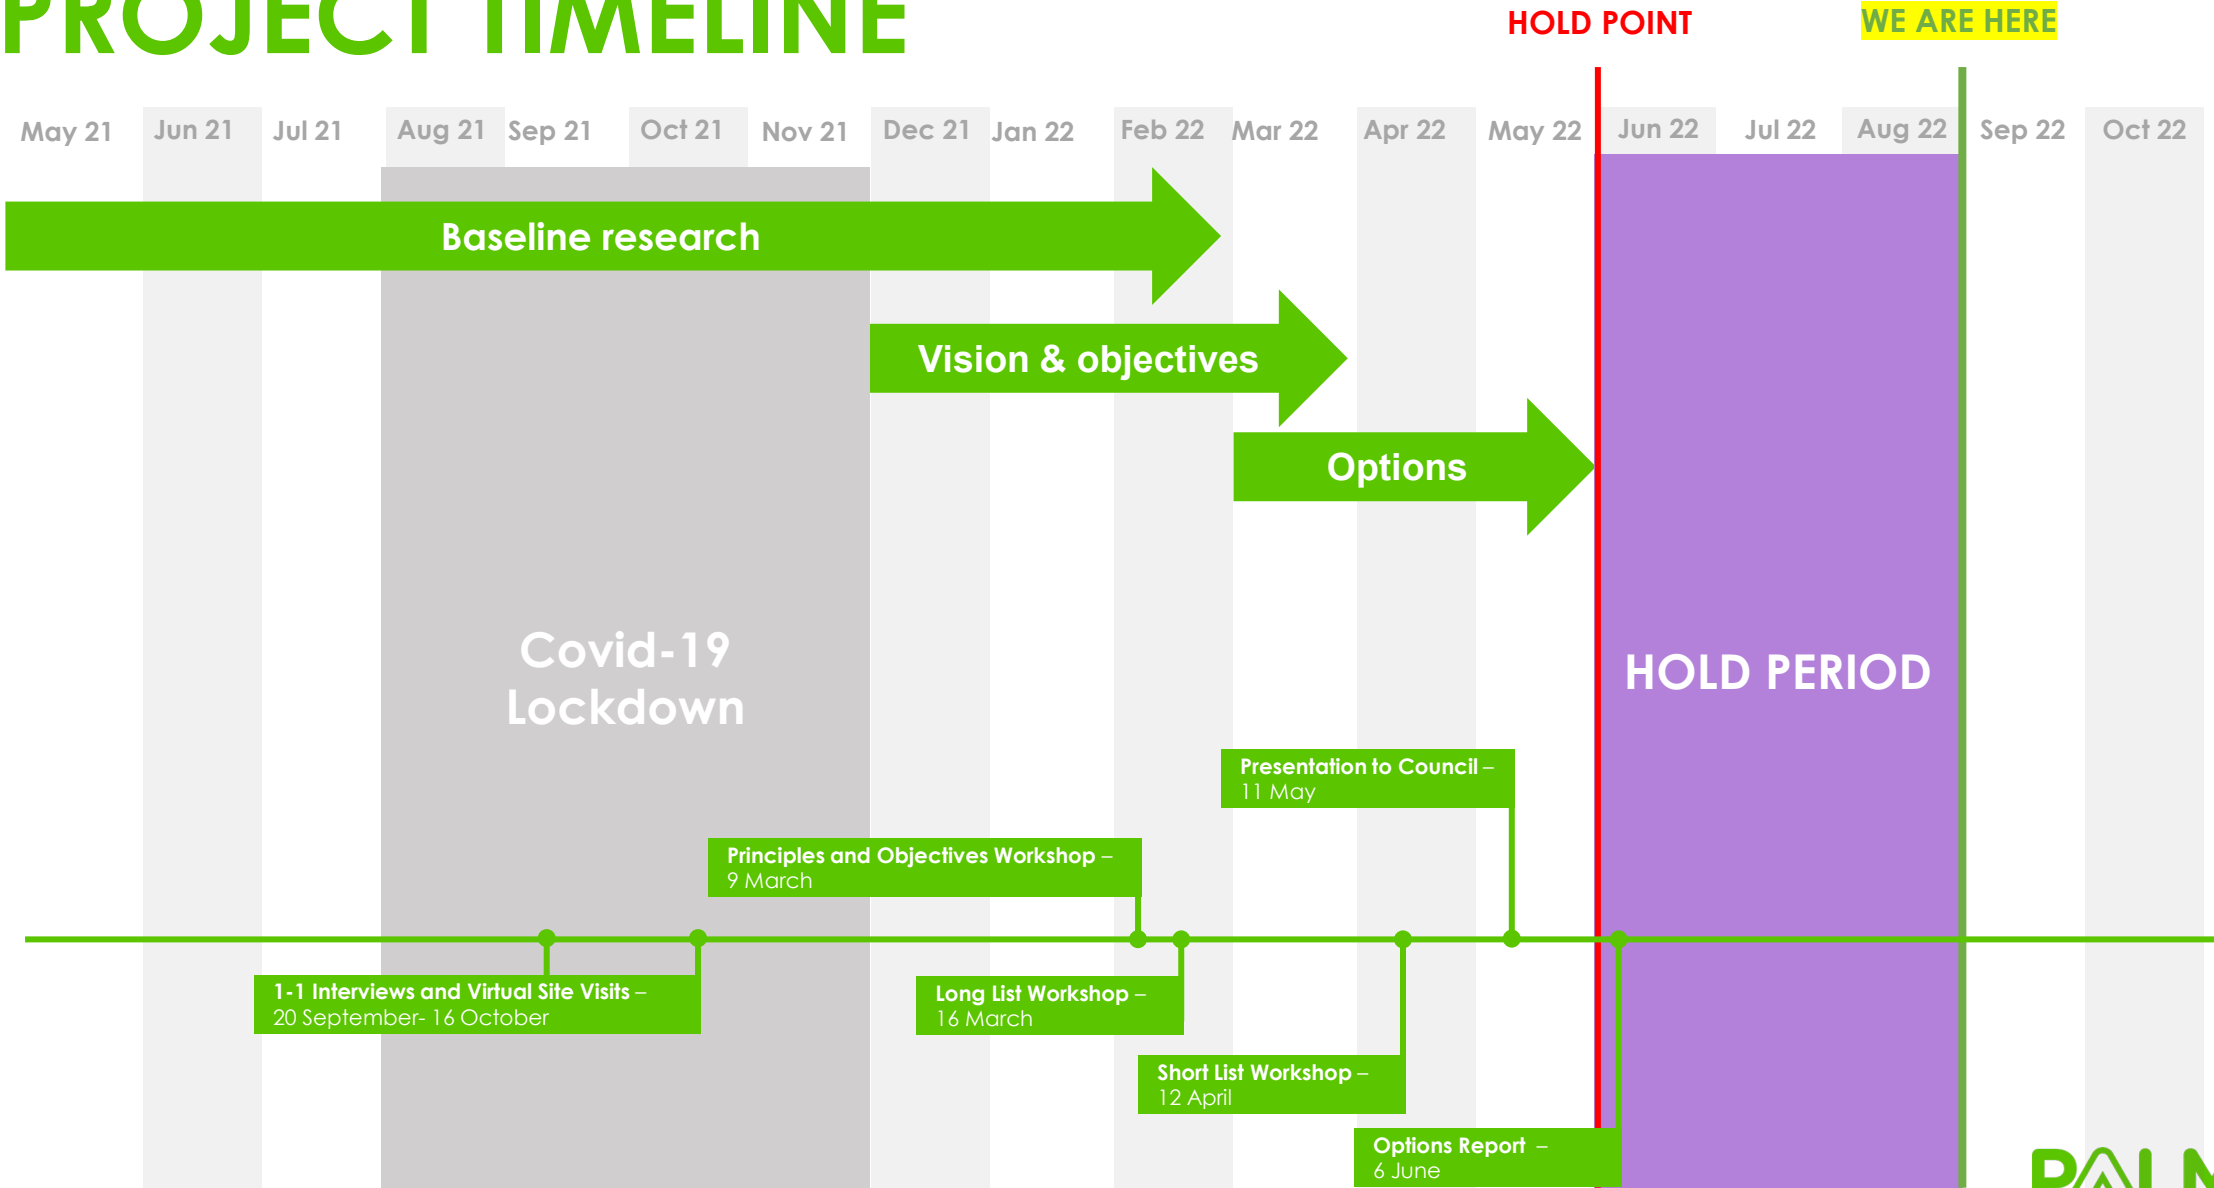 PROJECT TIMELINE
HOLD POINT
WE ARE HERE
May 21
Jun 21
Jul 21
Aug 21
Sep 21
Oct 21
Nov 21
Dec 21
Jan 22
Feb 22
Mar 22
Apr 22
May 22
Jun 22
Jul 22
Aug 22
Sep 22
Oct 22
Baseline research
Vision & objectives
Options
Covid-19
Lockdown
HOLD PERIOD
Presentation to Council –
11 May
Principles and Objectives Workshop –
9 March
1-1 Interviews and Virtual Site Visits –
20 September- 16 October
Long List Workshop –
16 March
Short List Workshop –
12 April
Options Report –
6 June